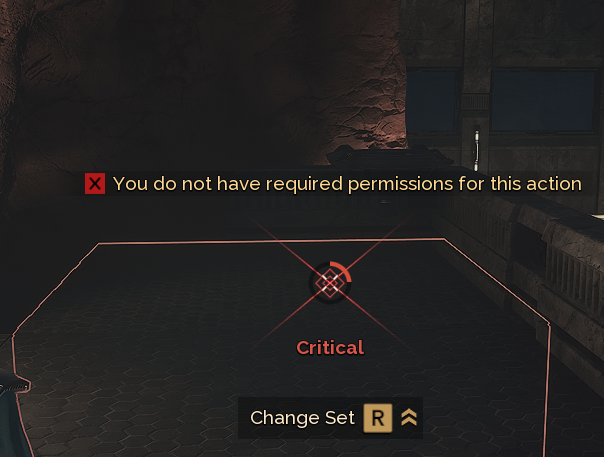 X You do not have required permissions for this action
Critical
Change Set R